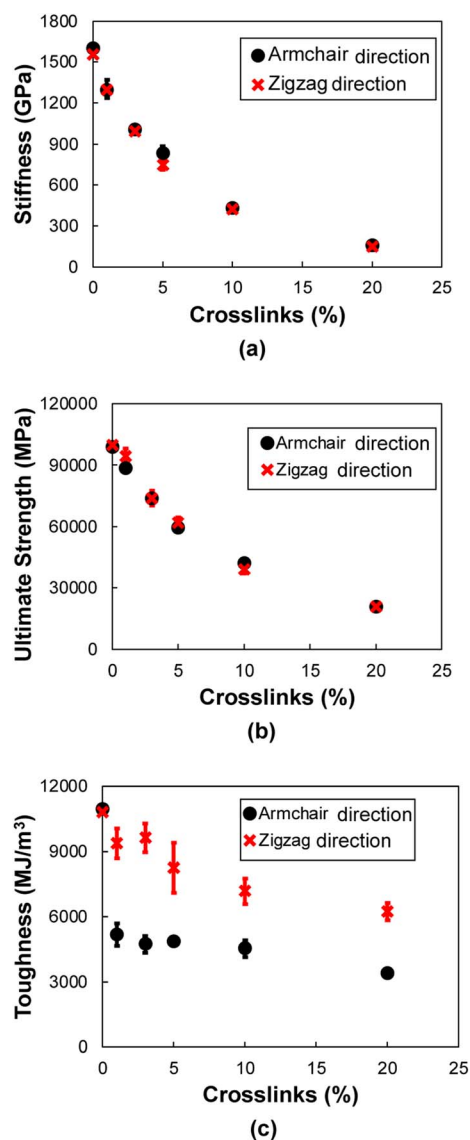 1800
1500
1200
900
600
300
0
Stiffness (GPa)
Armchair direction
Zigzag direction
0 5 10 15 20 25
Crosslinks (%)
(a)
120000
90000
60000
30000
0
Ultimate Strength (MPa)
Armchair direction
Zigzag direction
0 5 10 15 20 25
Crosslinks (%)
(b)
12000
9000
6000
3000
0
Toughness (MJ/m³)
Armchair direction
Zigzag direction
0 5 10 15 20 25
Crosslinks (%)
(c)